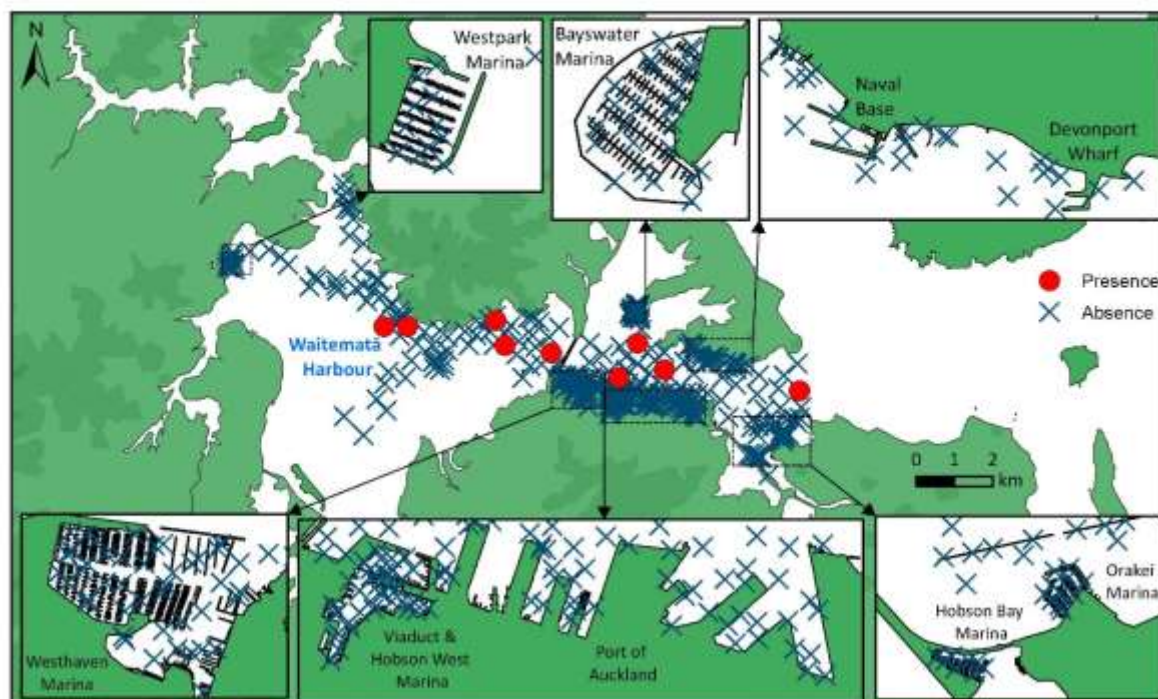 N
Westpark
Marina
Bayswater
Marina
Naval
Base
Devonport
Wharf
Presence
Absence
Waitematā
Harbour
0 1 2
km
Westhaven
Marina
Viaduct &
Hobson West
Marina
Port of
Auckland
Hobson Bay
Marina
Orakei
Marina